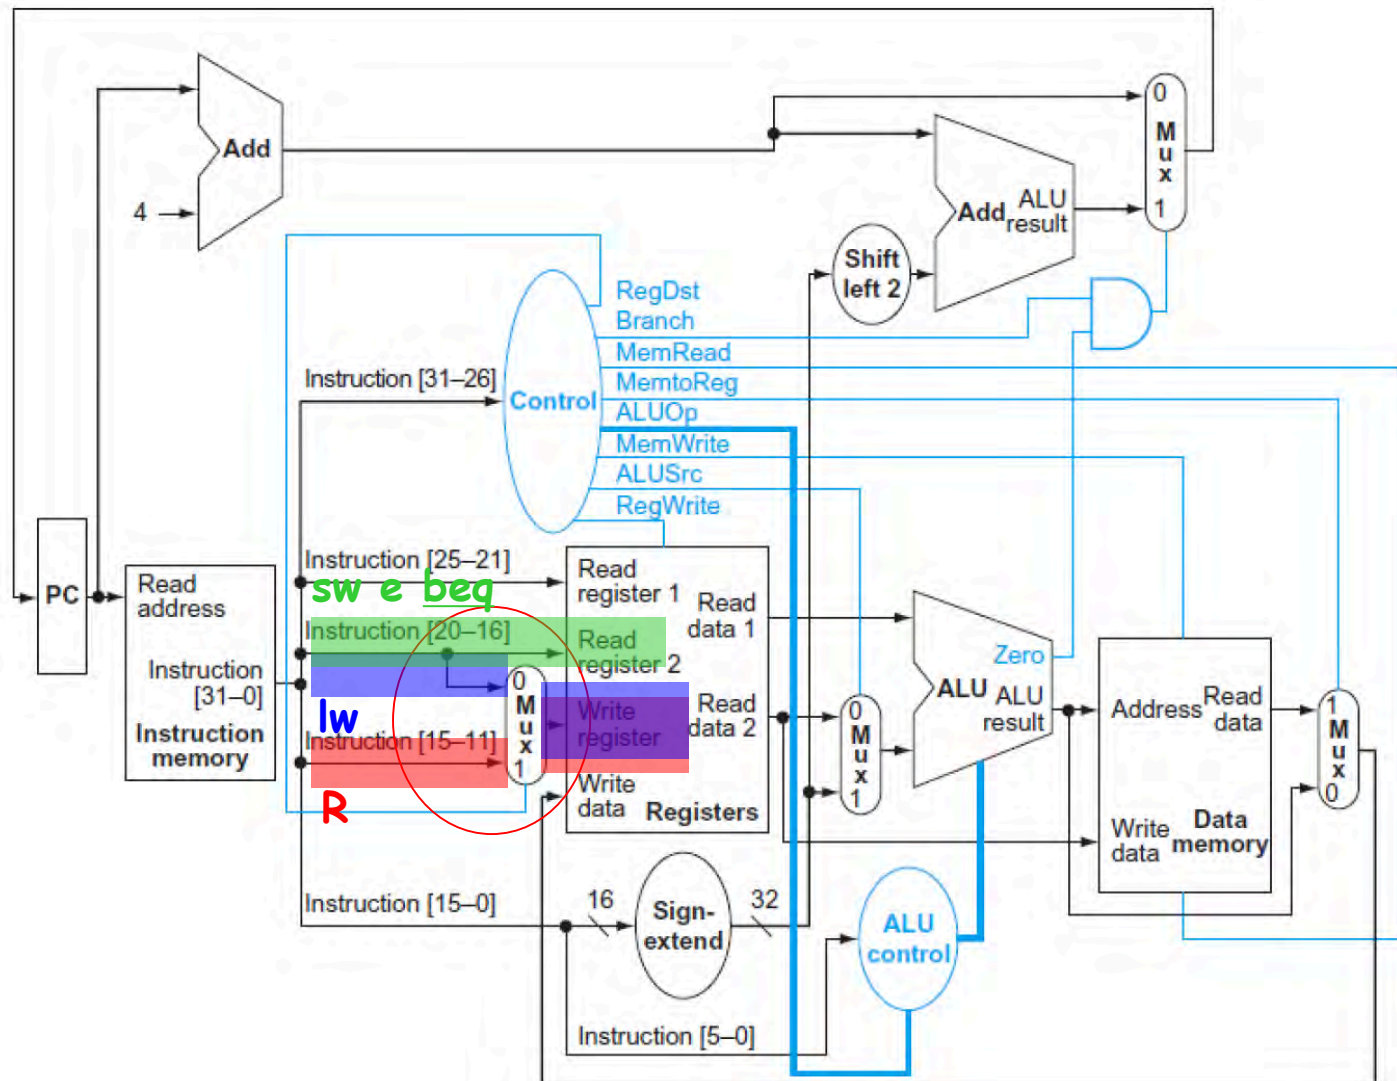 0
Mux
1
Add
4
Add ALU result
Shift left 2
RegDst
Branch
MemRead
MemtoReg
ALUOp
MemWrite
ALUSrc
RegWrite
Instruction [31–26]
Control
Instruction [25–21]
sw e beq
Instruction [20–16]
lw
Instruction [15–11]
R
0
Mux
1
PC
Read address
Instruction [31–0]
Instruction memory
Read register 1
Read register 2
Write register
Write data
Read data 1
Read data 2
Registers
0
Mux
1
Zero
ALU
ALU result
Address
Read data
Write data
Data memory
1
Mux
0
Instruction [15–0]
16
Sign-extend
32
ALU control
Instruction [5–0]